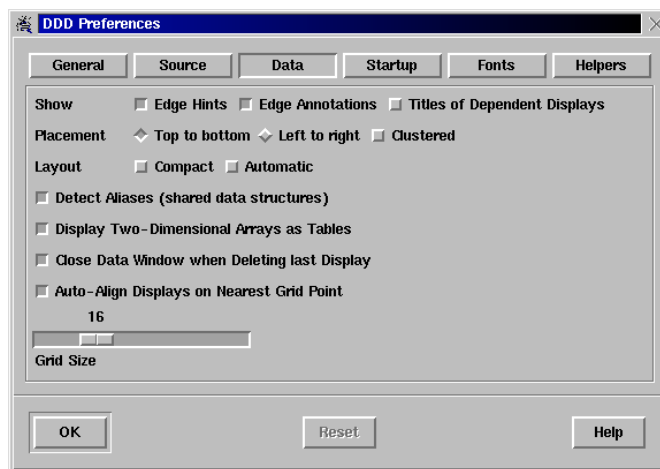 DDD Preferences
General Source Data Startup Fonts Helpers
Show Edge Hints Edge Annotations Titles of Dependent Displays
Placement Top to bottom Left to right Clustered
Layout Compact Automatic
Detect Aliases (shared data structures)
Display Two-Dimensional Arrays as Tables
Close Data Window when Deleting last Display
Auto-Align Displays on Nearest Grid Point
16
Grid Size
OK Reset Help